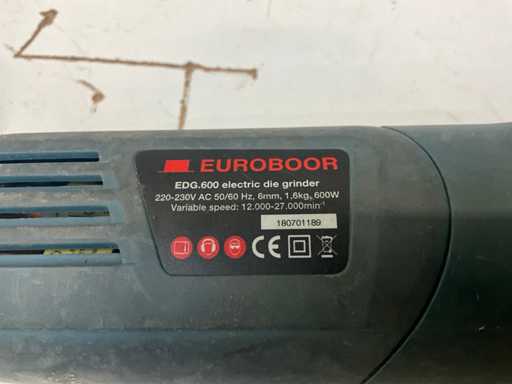 EUROBOOR
EDG.600 electric die grinder
220-230V AC 50/60 Hz, 6mm, 1,6kg, 600W
Variable speed: 12.000-27.000min⁻¹
180701189
CE